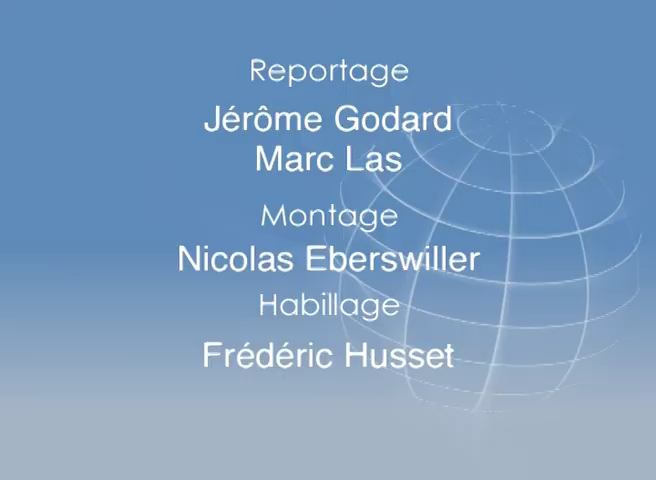 Reportage
Jérôme Godard
Marc Las
Montage
Nicolas Eberswiller
Habillage
Frédéric Husset